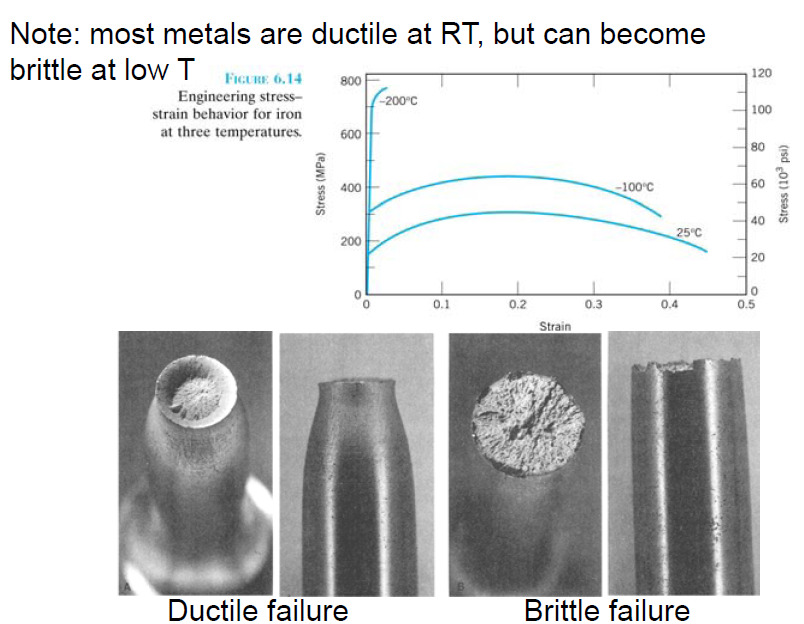 Note: most metals are ductile at RT, but can become
brittle at low T
FIGURE 6.14
Engineering stress–
strain behavior for iron
at three temperatures.
Stress (MPa)
800
600
400
200
0
−200°C
−100°C
25°C
120
100
80
60
40
20
0
Stress (10³ psi)
0
0.1
0.2
0.3
0.4
0.5
Strain
Ductile failure
Brittle failure